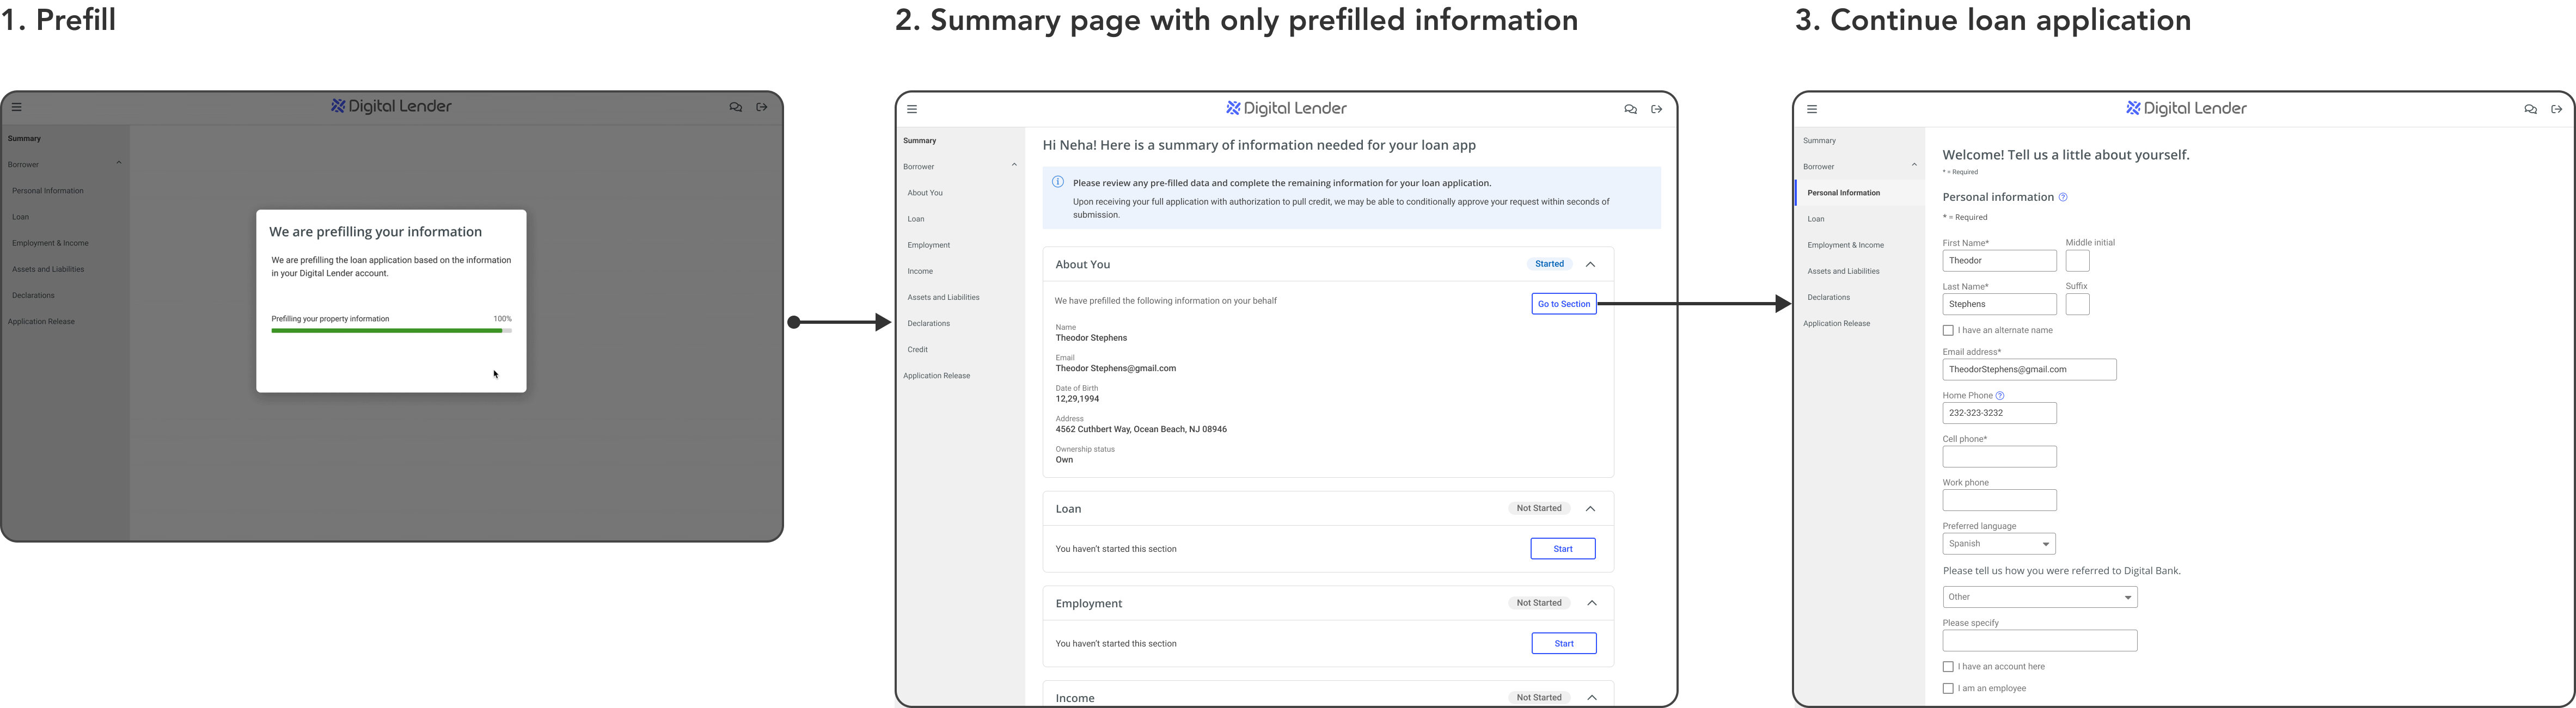 1. Prefill
Digital Lender
Summary
Borrower
Personal Information
Loan
Employment & Income
Assets and Liabilities
Declarations
Application Release
We are prefilling your information
We are prefilling the loan application based on the information
in your Digital Lender account.
Prefilling your property information 100%
2. Summary page with only prefilled information
Digital Lender
Summary
Borrower
About You
Loan
Employment
Income
Assets and Liabilities
Declarations
Credit
Application Release
Hi Neha! Here is a summary of information needed for your loan app
Please review any pre-filled data and complete the remaining information for your loan application.
Upon receiving your full application with authorization to pull credit, we may be able to conditionally approve your request within seconds of
submission.
About You Started
We have prefilled the following information on your behalf Go to Section
Name
Theodor Stephens
Email
Theodor Stephens@gmail.com
Date of Birth
12,29,1994
Address
4562 Cuthbert Way, Ocean Beach, NJ 08946
Ownership status
Own
Loan Not Started
You haven't started this section Start
Employment Not Started
You haven't started this section Start
Income Not Started
3. Continue loan application
Digital Lender
Summary
Borrower
Personal Information
Loan
Employment & Income
Assets and Liabilities
Declarations
Application Release
Welcome! Tell us a little about yourself.
* = Required
Personal information
* = Required
First Name* Middle initial
Theodor
Last Name* Suffix
Stephens
I have an alternate name
Email address*
TheodorStephens@gmail.com
Home Phone
232-323-3232
Cell phone*
Work phone
Preferred language
Spanish
Please tell us how you were referred to Digital Bank.
Other
Please specify
I have an account here
I am an employee